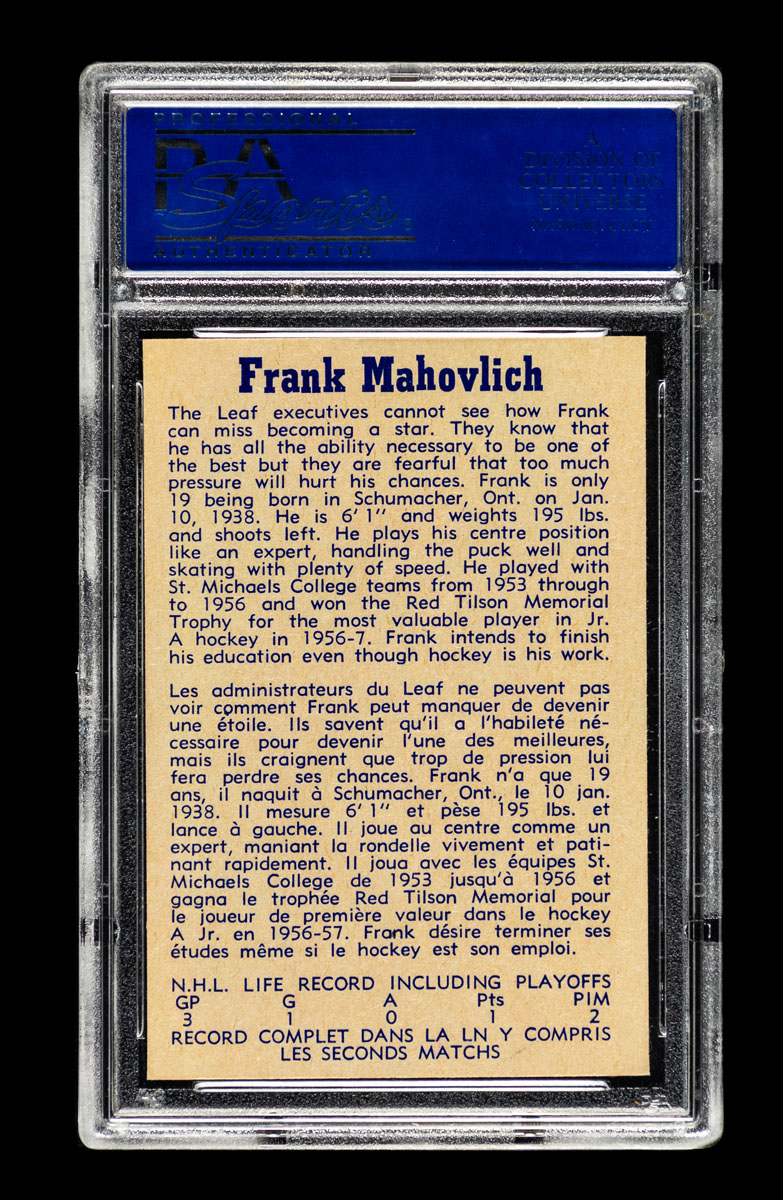 PROFESSIONAL
PSA
Sports
AUTHENTICATOR
A
DIVISION OF
COLLECTORS
UNIVERSE
Frank Mahovlich
The Leaf executives cannot see how Frank
can miss becoming a star. They know that
he has all the ability necessary to be one of
the best but they are fearful that too much
pressure will hurt his chances. Frank is only
19 being born in Schumacher, Ont. on Jan.
10, 1938. He is 6' 1" and weights 195 lbs.
and shoots left. He plays his centre position
like an expert, handling the puck well and
skating with plenty of speed. He played with
St. Michaels College teams from 1953 through
to 1956 and won the Red Tilson Memorial
Trophy for the most valuable player in Jr.
A hockey in 1956-7. Frank intends to finish
his education even though hockey is his work.
Les administrateurs du Leaf ne peuvent pas
voir comment Frank peut manquer de devenir
une étoile. Ils savent qu'il a l'habileté né-
cessaire pour devenir l'une des meilleures,
mais ils craignent que trop de pression lui
fera perdre ses chances. Frank n'a que 19
ans, il naquit à Schumacher, Ont., le 10 jan.
1938. Il mesure 6' 1" et pèse 195 lbs. et
lance à gauche. Il joue au centre comme un
expert, maniant la rondelle vivement et pati-
nant rapidement. Il joua avec les équipes St.
Michaels College de 1953 jusqu'à 1956 et
gagna le trophée Red Tilson Memorial pour
le joueur de première valeur dans le hockey
A Jr. en 1956-57. Frank désire terminer ses
études même si le hockey est son emploi.
N.H.L. LIFE RECORD INCLUDING PLAYOFFS
GP G A Pts PIM
3 1 0 1 2
RECORD COMPLET DANS LA LN Y COMPRIS
LES SECONDS MATCHS